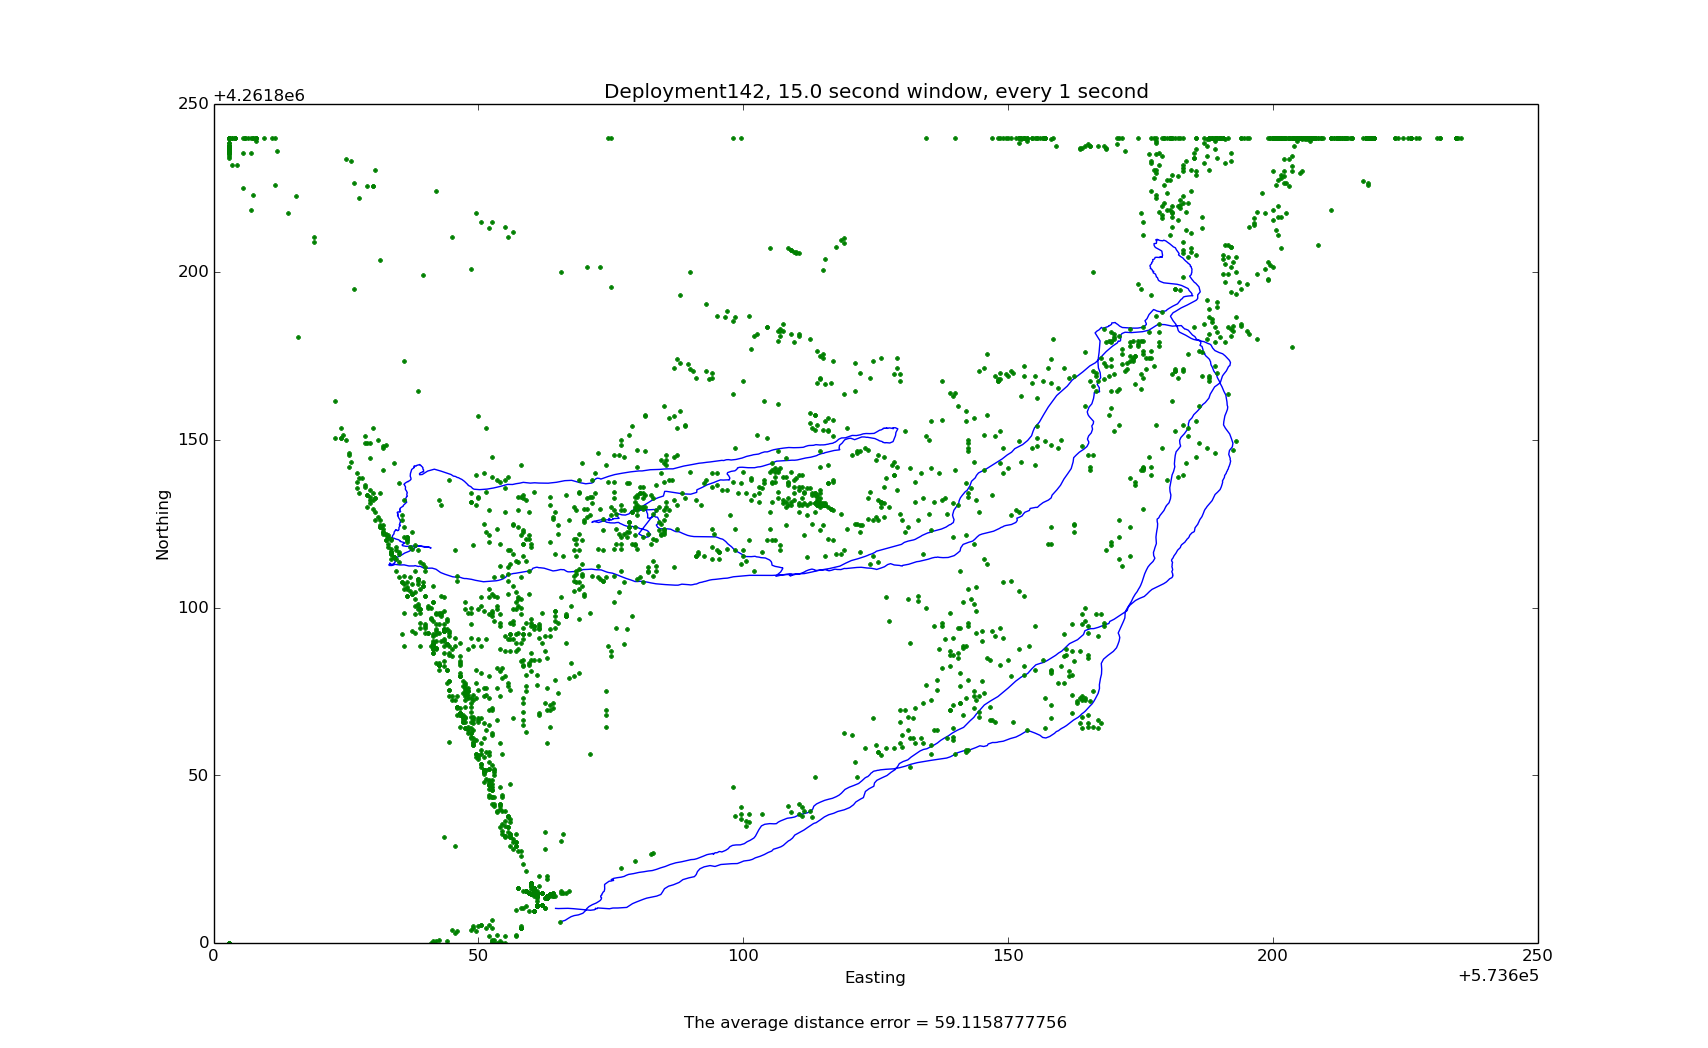 Deployment142, 15.0 second window, every 1 second
+4.2618e6
250
200
150
100
50
0
Northing
0 50 100 150 200 250
Easting
+5.736e5
The average distance error = 59.1158777756